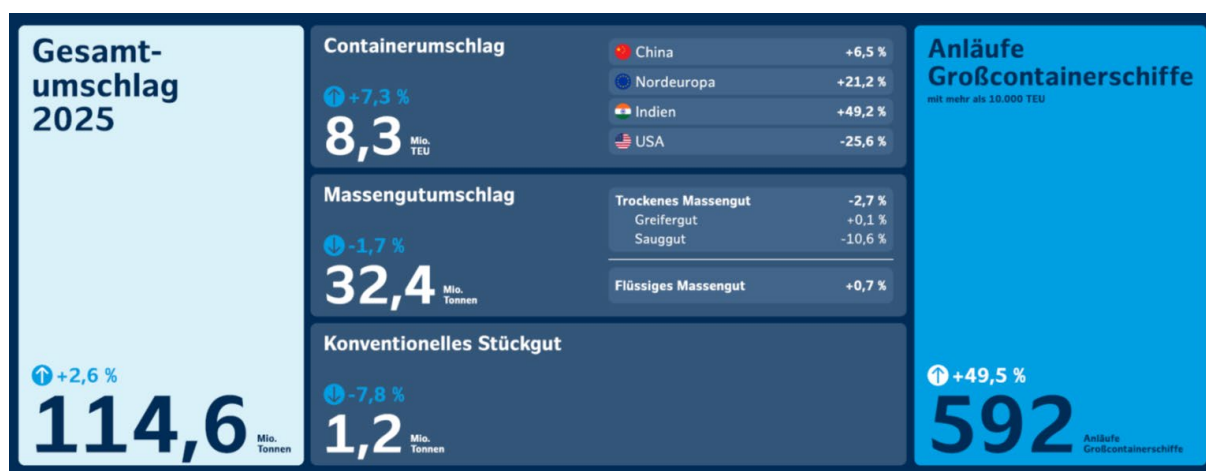 Gesamt-
umschlag
2025
+2,6 %
114,6 Mio.
Tonnen
Containerumschlag
+7,3 %
8,3 Mio.
TEU
China +6,5 %
Nordeuropa +21,2 %
Indien +49,2 %
USA -25,6 %
Massengutumschlag
-1,7 %
32,4 Mio.
Tonnen
Trockenes Massengut -2,7 %
Greifergut +0,1 %
Sauggut -10,6 %
Flüssiges Massengut +0,7 %
Konventionelles Stückgut
-7,8 %
1,2 Mio.
Tonnen
Anläufe
Großcontainerschiffe
mit mehr als 10.000 TEU
+49,5 %
592 Anläufe
Großcontainerschiffe